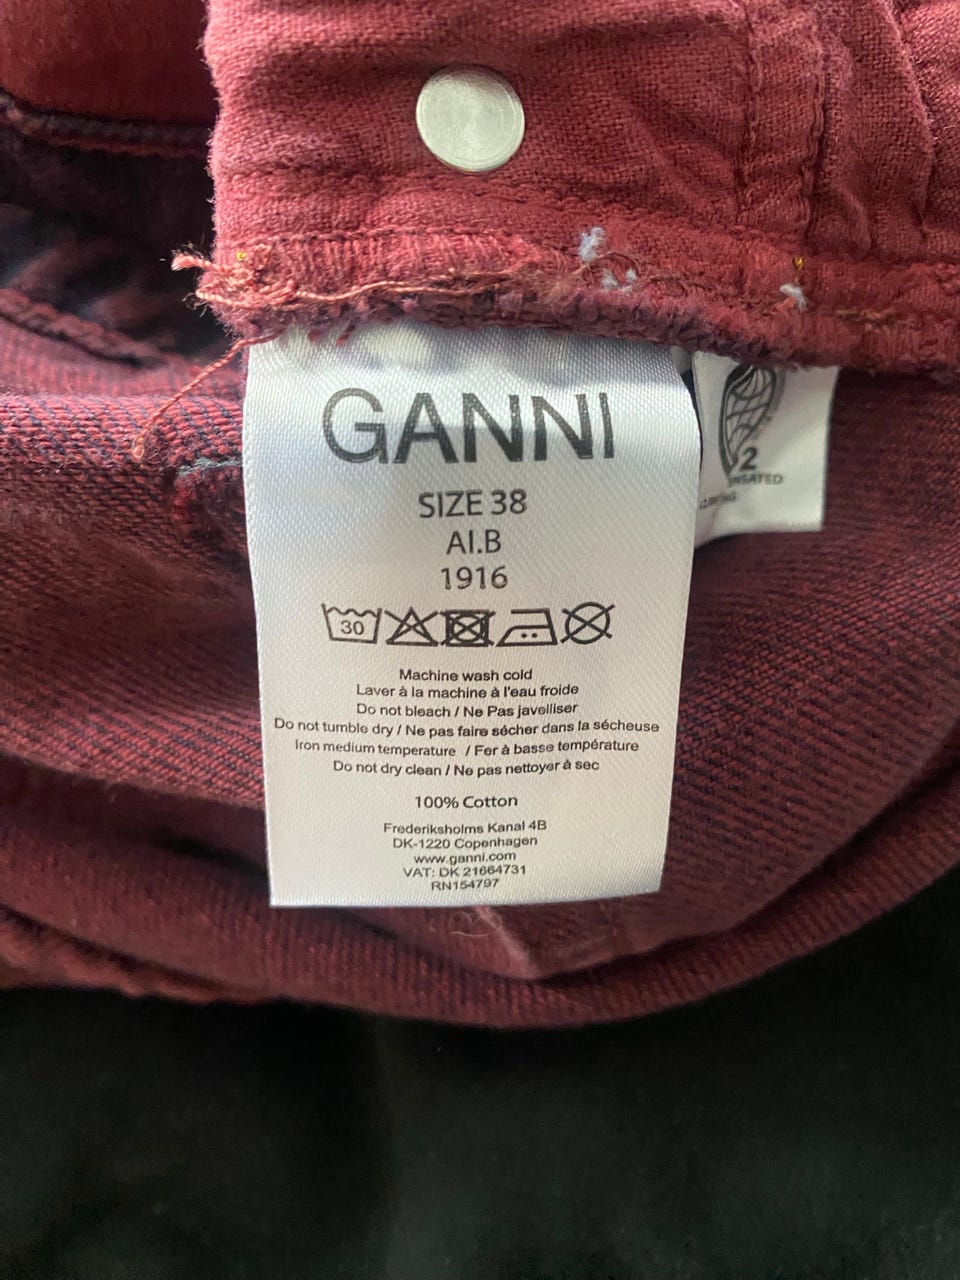 GANNI
SIZE 38
AI.B
1916
30
Machine wash cold
Laver à la machine à l'eau froide
Do not bleach / Ne Pas javelliser
Do not tumble dry / Ne pas faire sécher dans la sécheuse
Iron medium temperature / Fer à basse température
Do not dry clean / Ne pas nettoyer à sec
100% Cotton
Frederiksholms Kanal 4B
DK-1220 Copenhagen
www.ganni.com
VAT: DK 21664731
RN154797
2
NSATED